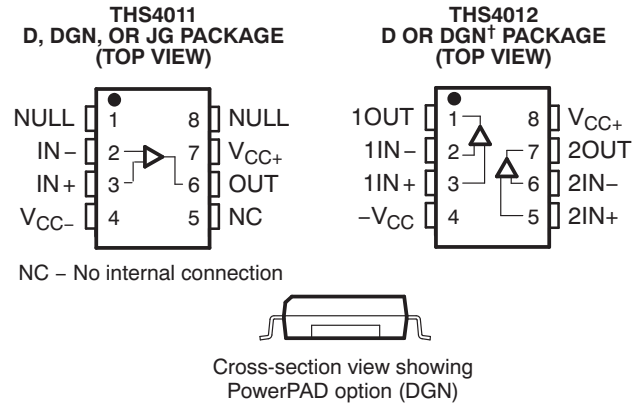 THS4011
D, DGN, OR JG PACKAGE
(TOP VIEW)
NULL 1 8 NULL
IN− 2 7 VCC+
IN+ 3 6 OUT
VCC− 4 5 NC
NC − No internal connection
THS4012
D OR DGN† PACKAGE
(TOP VIEW)
1OUT 1 8 VCC+
1IN− 2 7 2OUT
1IN+ 3 6 2IN−
−VCC 4 5 2IN+
Cross-section view showing
PowerPAD option (DGN)